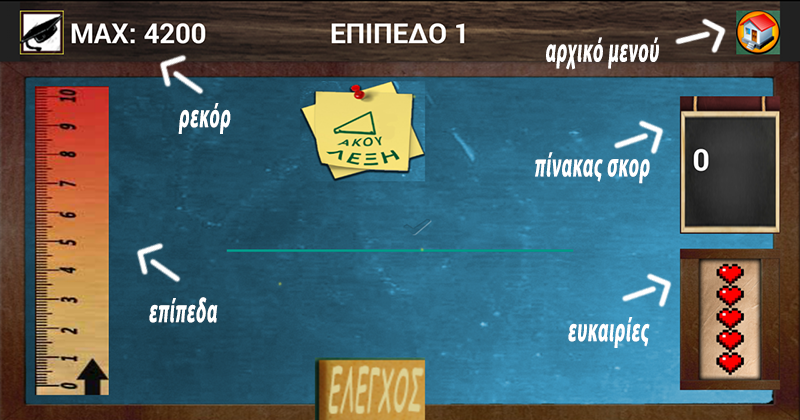 MAX: 4200
ΕΠΙΠΕΔΟ 1
αρχικό μενού
ρεκόρ
ΑΚΟΥ
ΛΕΞΗ
πίνακας σκορ
0
επίπεδα
ευκαιρίες
10
9
8
7
6
5
4
3
2
1
0
ΕΛΕΓΧΟΣ